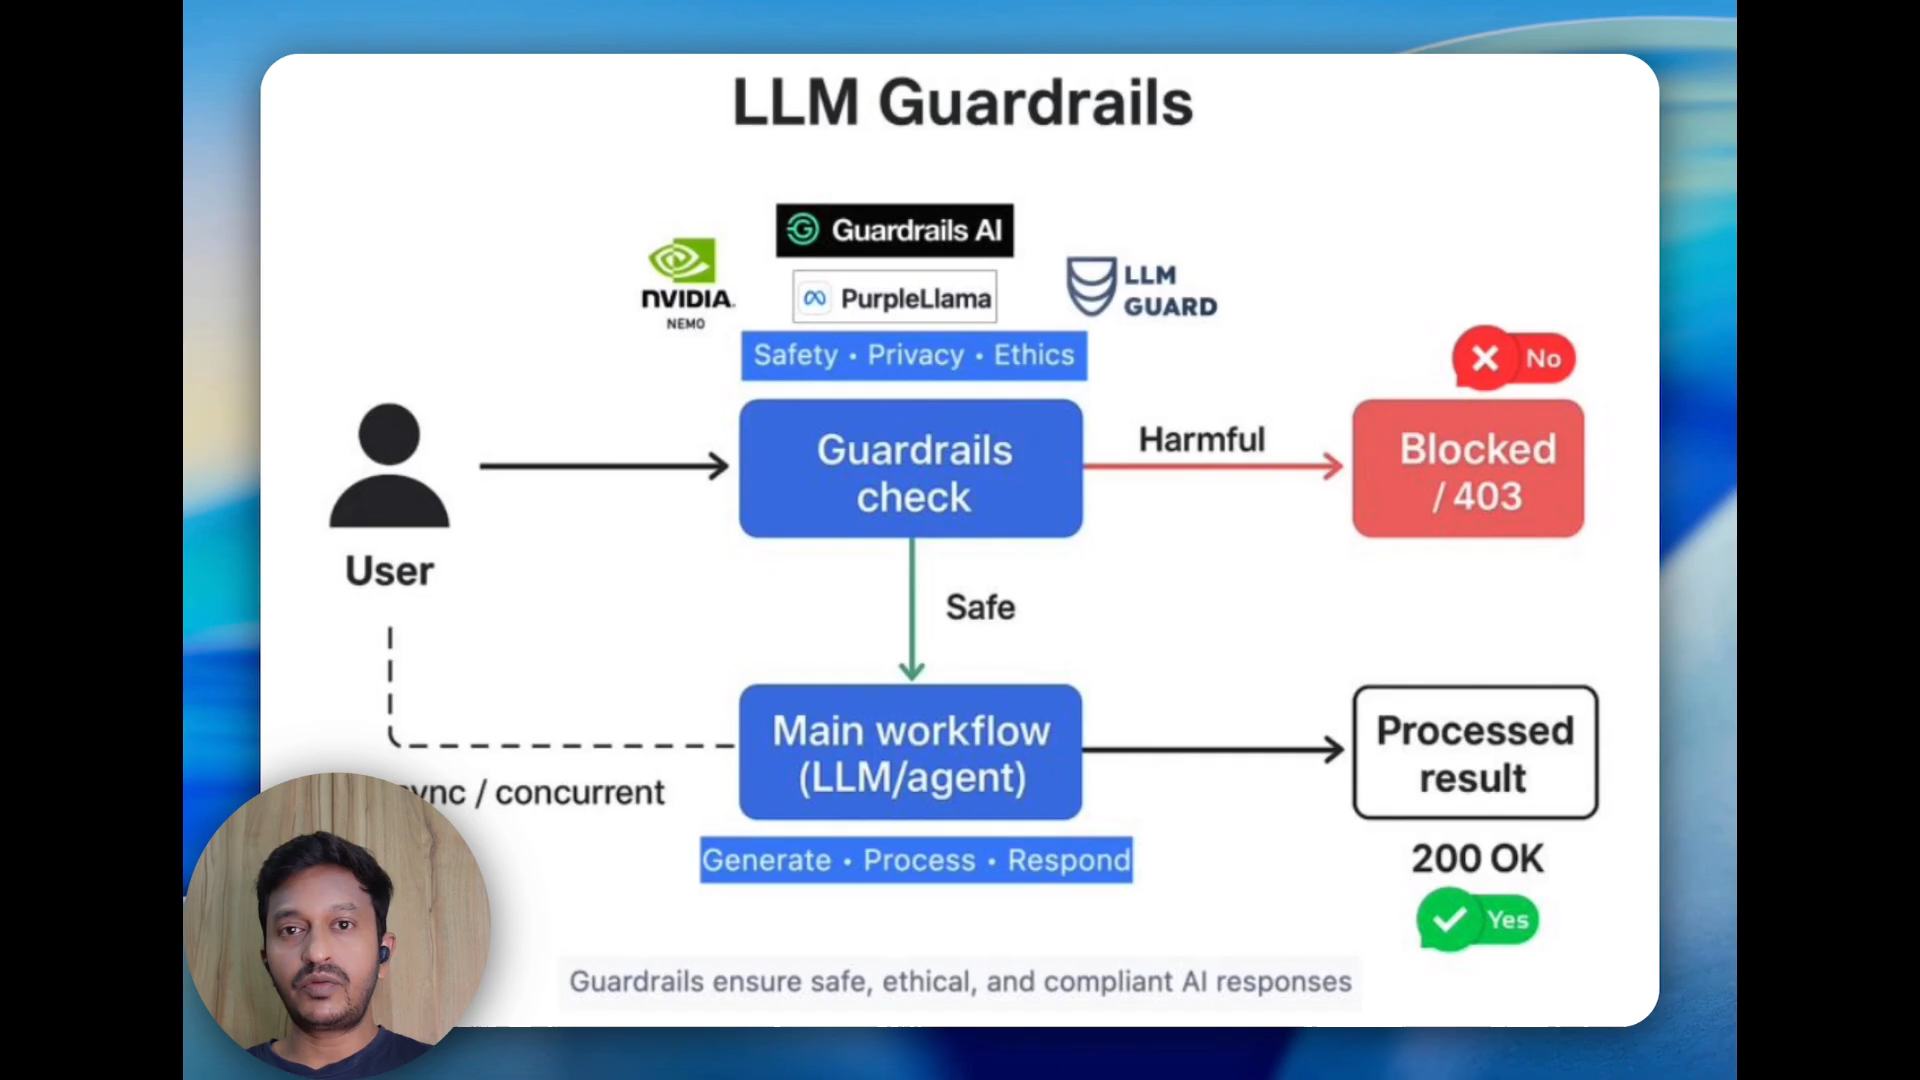 LLM Guardrails
Guardrails AI
NVIDIA.
NEMO
PurpleLlama
LLM
GUARD
Safety • Privacy • Ethics
No
Guardrails
check
Harmful
Blocked
/ 403
User
Safe
Main workflow
(LLM/agent)
Processed
result
/ concurrent
Generate • Process • Respond
200 OK
Yes
Guardrails ensure safe, ethical, and compliant AI responses